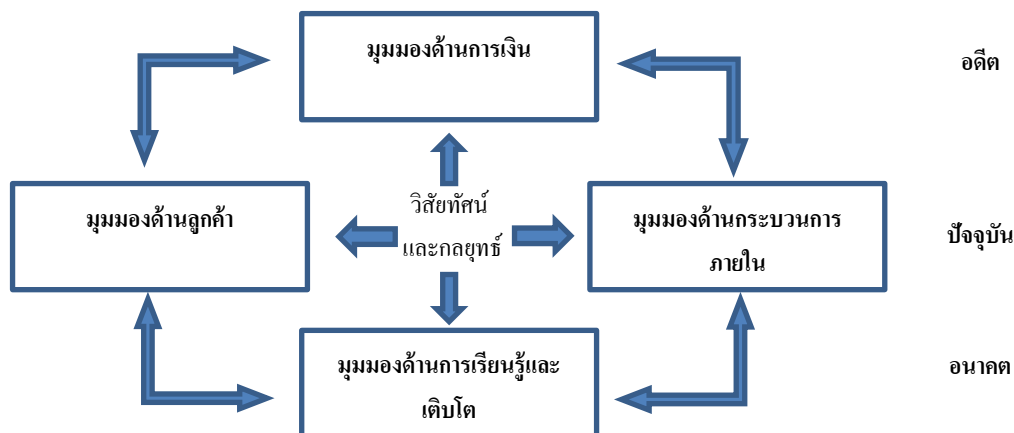 มุมมองด้านการเงิน
อดีต
มุมมองด้านลูกค้า
วิสัยทัศน์
และกลยุทธ์
มุมมองด้านกระบวนการ
ภายใน
ปัจจุบัน
มุมมองด้านการเรียนรู้และ
เติบโต
อนาคต